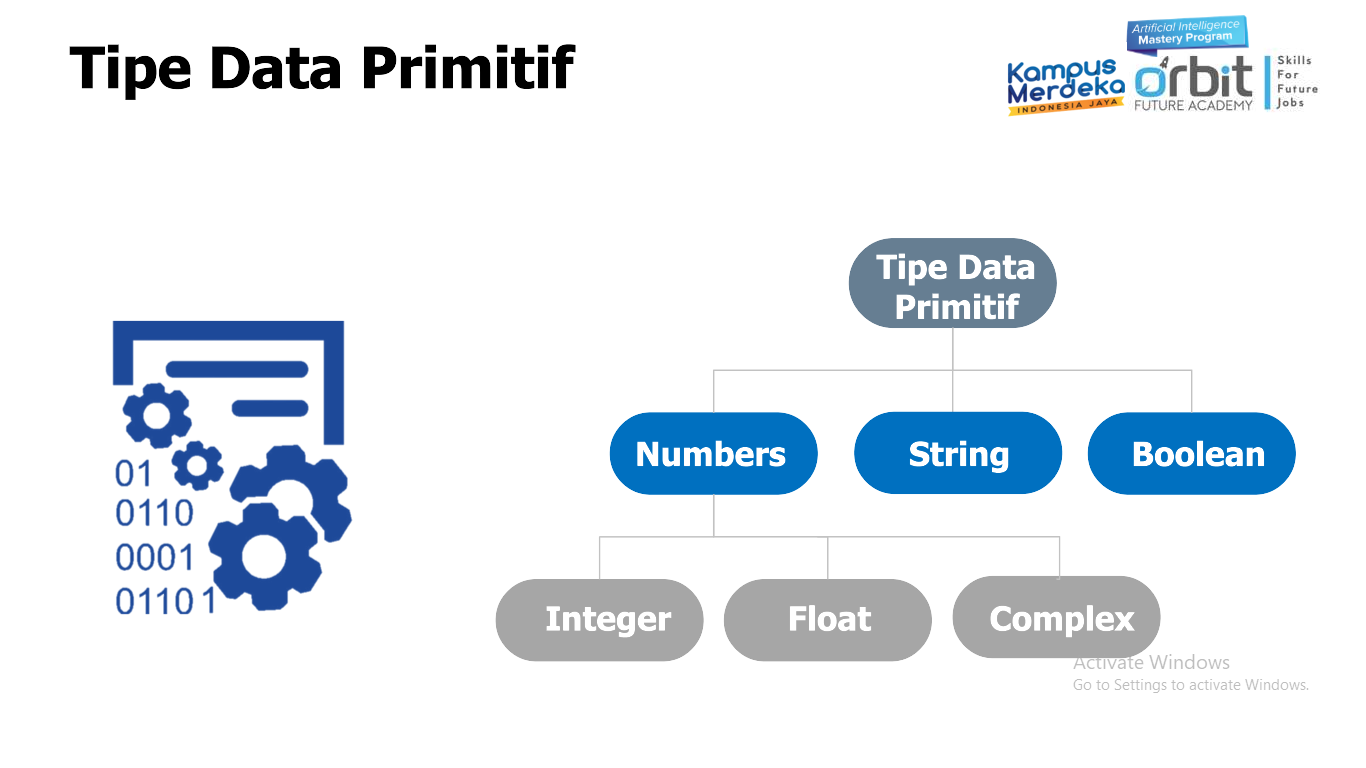 Tipe Data Primitif
Artificial Intelligence
Mastery Program
Kampus
Merdeka
INDONESIA JAYA
orbit
FUTURE ACADEMY
Skills
For
Future
Jobs
Tipe Data
Primitif
Numbers
String
Boolean
01
0110
0001
01101
Integer
Float
Complex
Activate Windows
Go to Settings to activate Windows.